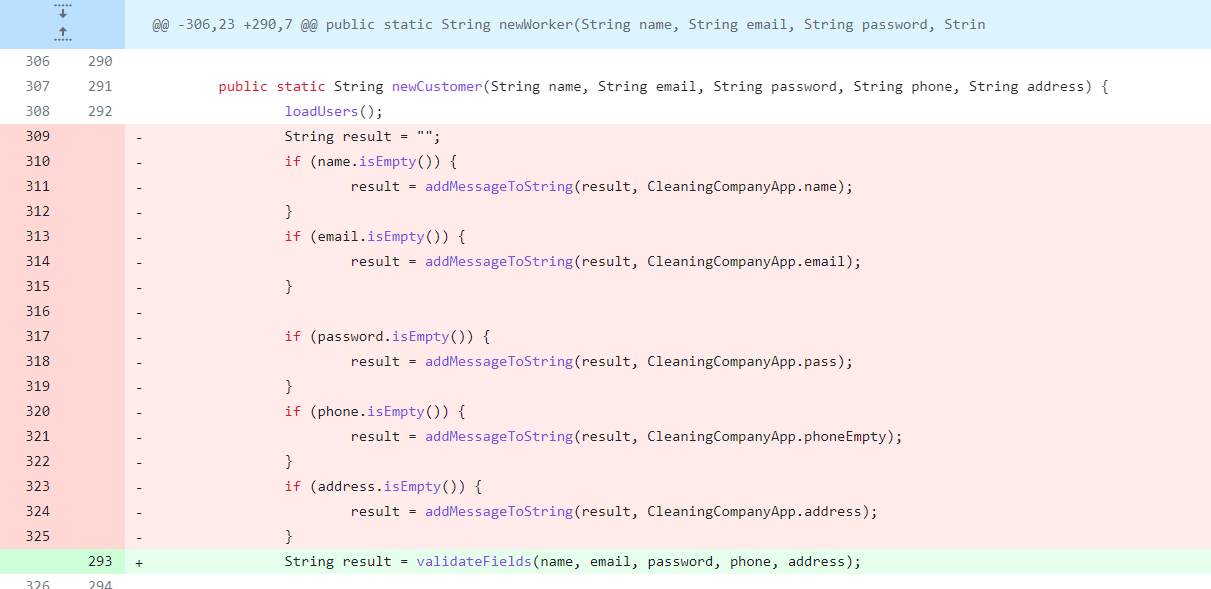 @@ -306,23 +290,7 @@ public static String newWorker(String name, String email, String password, Strin
306 290
307 291 public static String newCustomer(String name, String email, String password, String phone, String address) {
308 292 loadUsers();
309 - String result = "";
310 - if (name.isEmpty()) {
311 - result = addMessageToString(result, CleaningCompanyApp.name);
312 - }
313 - if (email.isEmpty()) {
314 - result = addMessageToString(result, CleaningCompanyApp.email);
315 - }
316 -
317 - if (password.isEmpty()) {
318 - result = addMessageToString(result, CleaningCompanyApp.pass);
319 - }
320 - if (phone.isEmpty()) {
321 - result = addMessageToString(result, CleaningCompanyApp.phoneEmpty);
322 - }
323 - if (address.isEmpty()) {
324 - result = addMessageToString(result, CleaningCompanyApp.address);
325 - }
293 + String result = validateFields(name, email, password, phone, address);
326 294